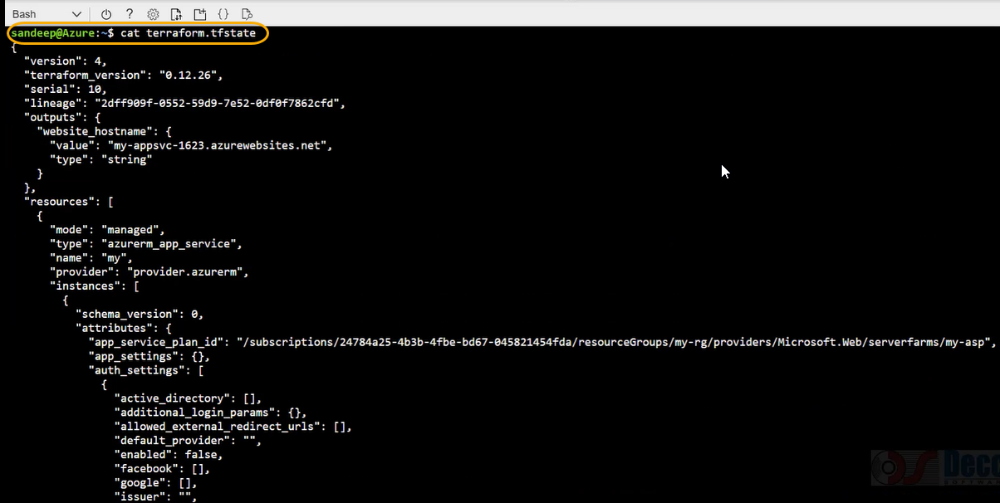 Bash
sandeep@Azure:~$ cat terraform.tfstate
{
  "version": 4,
  "terraform_version": "0.12.26",
  "serial": 10,
  "lineage": "2dff909f-0552-59d9-7e52-0df0f7862cfd",
  "outputs": {
    "website_hostname": {
      "value": "my-appsvc-1623.azurewebsites.net",
      "type": "string"
    }
  },
  "resources": [
    {
      "mode": "managed",
      "type": "azurerm_app_service",
      "name": "my",
      "provider": "provider.azurerm",
      "instances": [
        {
          "schema_version": 0,
          "attributes": {
            "app_service_plan_id": "/subscriptions/24784a25-4b3b-4fbe-bd67-045821454fda/resourceGroups/my-rg/providers/Microsoft.Web/serverfarms/my-asp",
            "app_settings": {},
            "auth_settings": [
              {
                "active_directory": [],
                "additional_login_params": {},
                "allowed_external_redirect_urls": [],
                "default_provider": "",
                "enabled": false,
                "facebook": [],
                "google": [],
                "issuer": "",